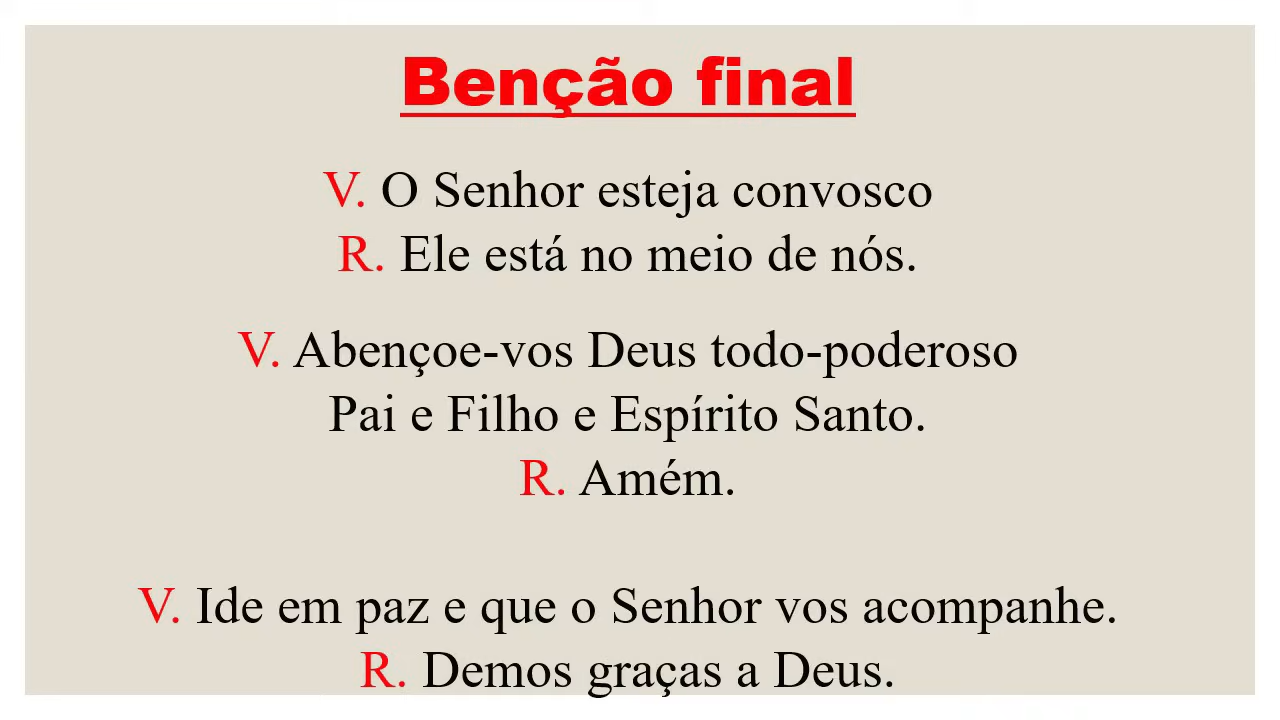 Benção final
V. O Senhor esteja convosco
R. Ele está no meio de nós.
V. Abençoe-vos Deus todo-poderoso
Pai e Filho e Espírito Santo.
R. Amém.
V. Ide em paz e que o Senhor vos acompanhe.
R. Demos graças a Deus.